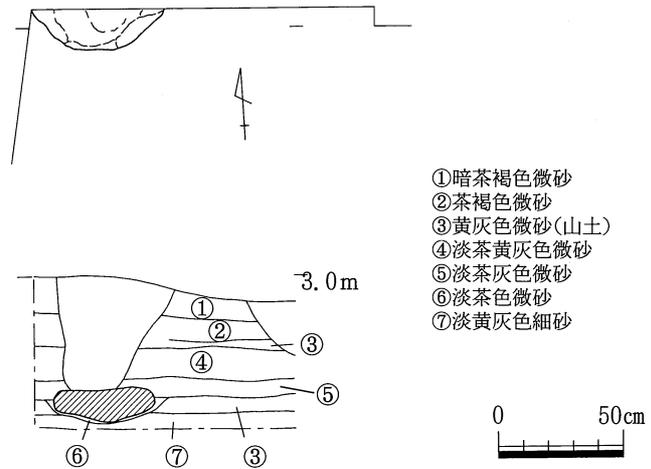 ①暗茶褐色微砂
②茶褐色微砂
③黄灰色微砂(山土)
④淡茶黄灰色微砂
⑤淡茶灰色微砂
⑥淡茶色微砂
⑦淡黄灰色細砂
3.0m
①
②
③
④
⑤
⑥
⑦
③
0
50cm